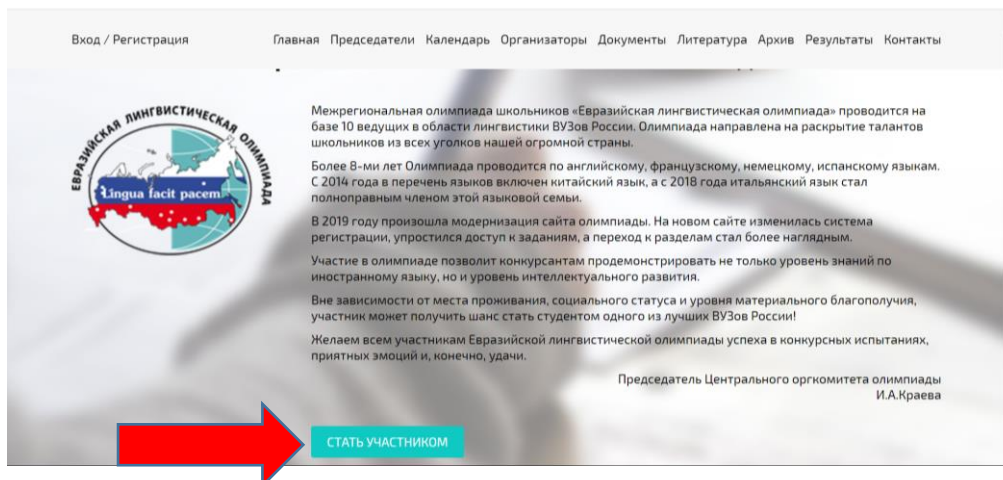 Вход / Регистрация Главная Председатели Календарь Организаторы Документы Литература Архив Результаты Контакты
ЕВРАЗИЙСКАЯ ЛИНГВИСТИЧЕСКАЯ ОЛИМПИАДА
Lingua facit pacem
Межрегиональная олимпиада школьников «Евразийская лингвистическая олимпиада» проводится на
базе 10 ведущих в области лингвистики ВУЗов России. Олимпиада направлена на раскрытие талантов
школьников из всех уголков нашей огромной страны.
Более 8-ми лет Олимпиада проводится по английскому, французскому, немецкому, испанскому языкам.
С 2014 года в перечень языков включен китайский язык, а с 2018 года итальянский язык стал
полноправным членом этой языковой семьи.
В 2019 году произошла модернизация сайта олимпиады. На новом сайте изменилась система
регистрации, упростился доступ к заданиям, а переход к разделам стал более наглядным.
Участие в олимпиаде позволит конкурсантам продемонстрировать не только уровень знаний по
иностранному языку, но и уровень интеллектуального развития.
Вне зависимости от места проживания, социального статуса и уровня материального благополучия,
участник может получить шанс стать студентом одного из лучших ВУЗов России!
Желаем всем участникам Евразийской лингвистической олимпиады успеха в конкурсных испытаниях,
приятных эмоций и, конечно, удачи.
Председатель Центрального оргкомитета олимпиады
И.А.Краева
СТАТЬ УЧАСТНИКОМ